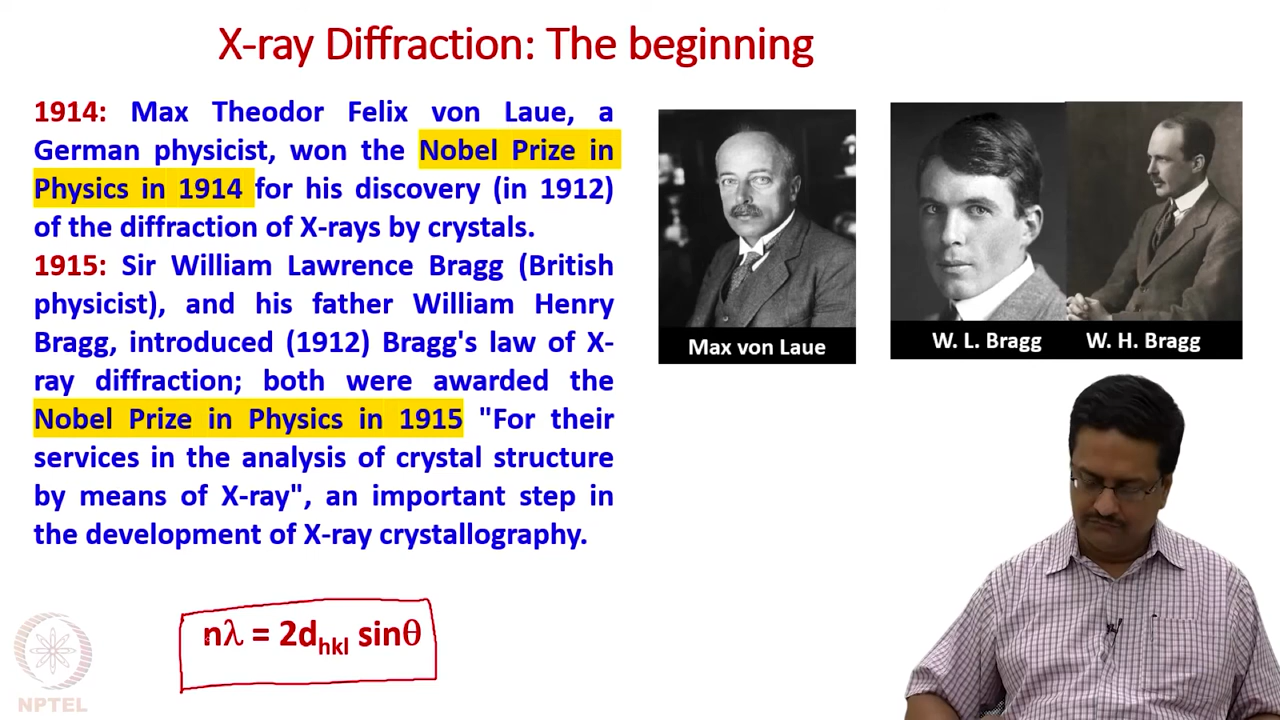 X-ray Diffraction: The beginning
1914: Max Theodor Felix von Laue, a
German physicist, won the Nobel Prize in
Physics in 1914 for his discovery (in 1912)
of the diffraction of X-rays by crystals.
1915: Sir William Lawrence Bragg (British
physicist), and his father William Henry
Bragg, introduced (1912) Bragg's law of X-
ray diffraction; both were awarded the
Nobel Prize in Physics in 1915 "For their
services in the analysis of crystal structure
by means of X-ray", an important step in
the development of X-ray crystallography.
nλ = 2dhkl sinθ
Max von Laue
W. L. Bragg W. H. Bragg
NPTEL